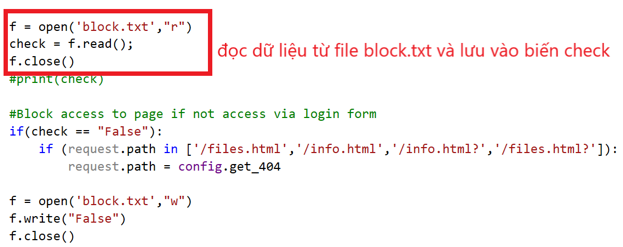 f = open('block.txt',"r")
check = f.read();
f.close()
đọc dữ liệu từ file block.txt và lưu vào biến check
#print(check)
#Block access to page if not access via login form
if(check == "False"):
if (request.path in ['/files.html','/info.html','/info.html?','/files.html?']):
request.path = config.get_404
f = open('block.txt',"w")
f.write("False")
f.close()